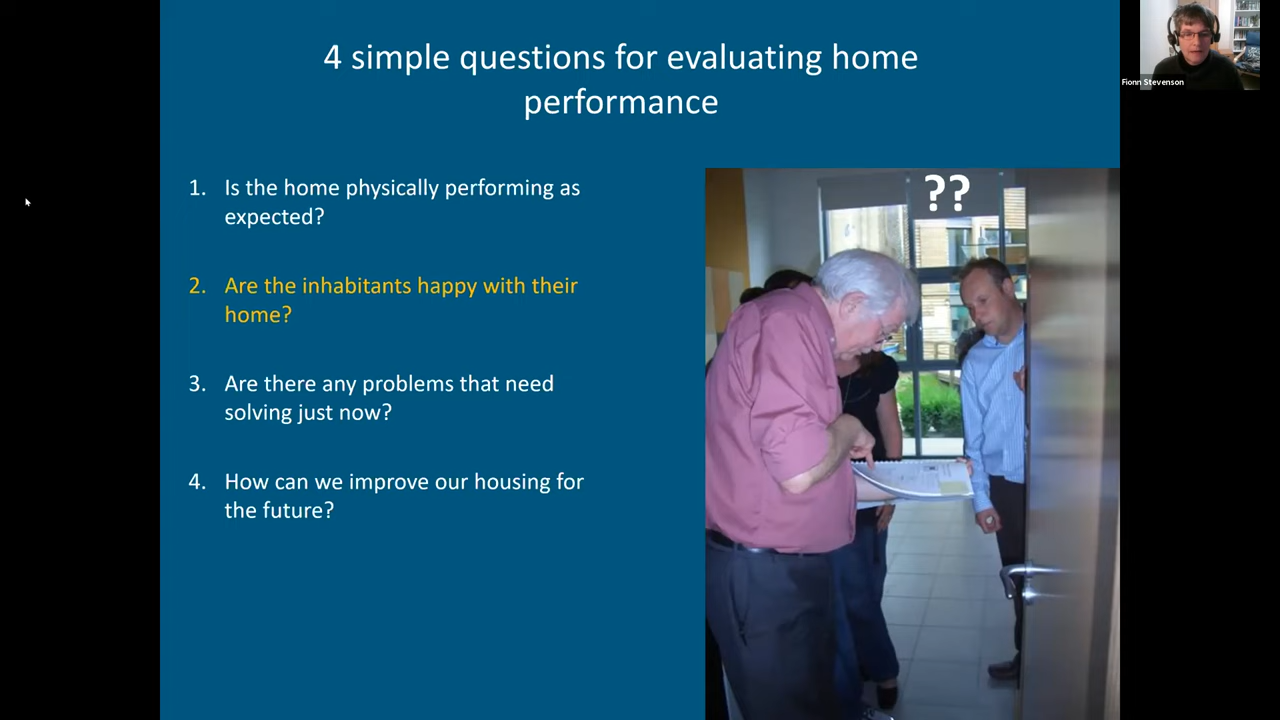 4 simple questions for evaluating home
performance
1. Is the home physically performing as
expected?
2. Are the inhabitants happy with their
home?
3. Are there any problems that need
solving just now?
4. How can we improve our housing for
the future?
??
Fionn Stevenson